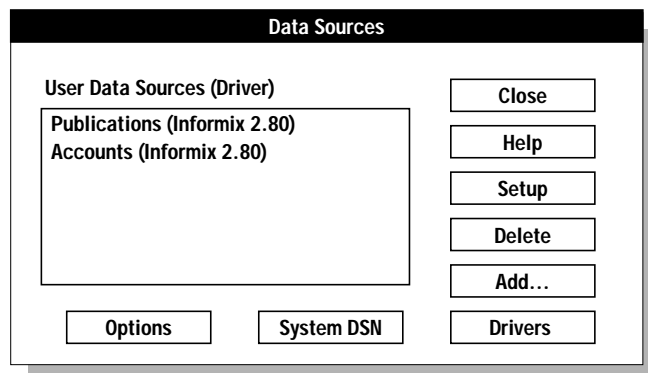 Data Sources
User Data Sources (Driver)
Publications (Informix 2.80)
Accounts (Informix 2.80)
Close
Help
Setup
Delete
Add...
Options
System DSN
Drivers